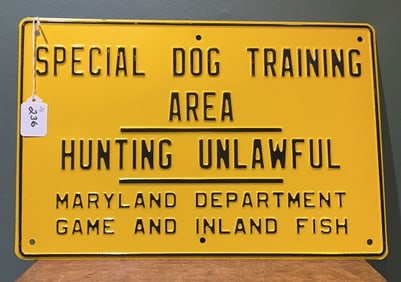 SPECIAL DOG TRAINING
AREA
HUNTING UNLAWFUL
MARYLAND DEPARTMENT
GAME AND INLAND FISH
236